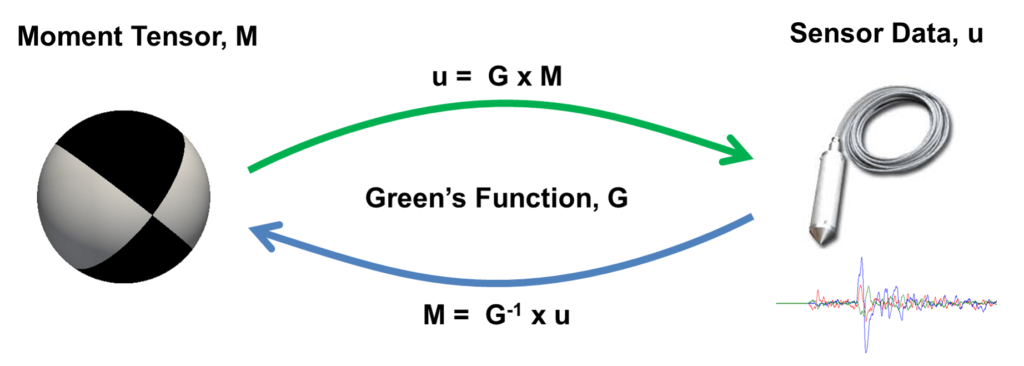 Moment Tensor, M
Sensor Data, u
u = G x M
Green’s Function, G
M = G⁻¹ x u